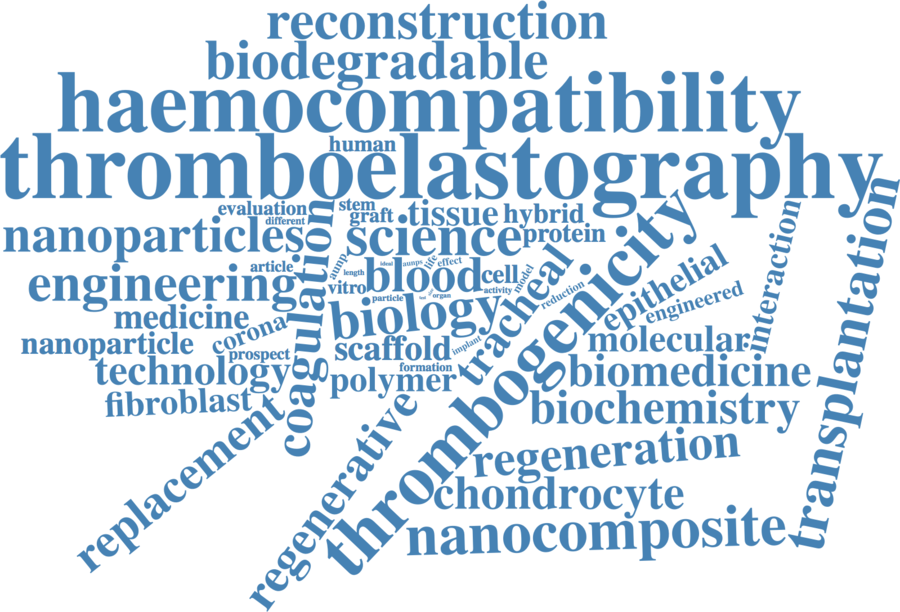 reconstruction
biodegradable
haemocompatibility
thromboelastography
human
evaluation
different
stem
graft
tissue
hybrid
nanoparticles
coagulation
science
protein
thrombogenicity
interaction
transplantation
article
aunp
length
ideal
aunps
life
effect
engineering
vitro
blood
cell
model
tracheal
epithelial
particle
organ
activity
reduction
engineered
medicine
corona
biology
implant
molecular
nanoparticle
prospect
scaffold
formation
technology
polymer
biomedicine
fibroblast
biochemistry
replacement
regenerative
regeneration
chondrocyte
nanocomposite